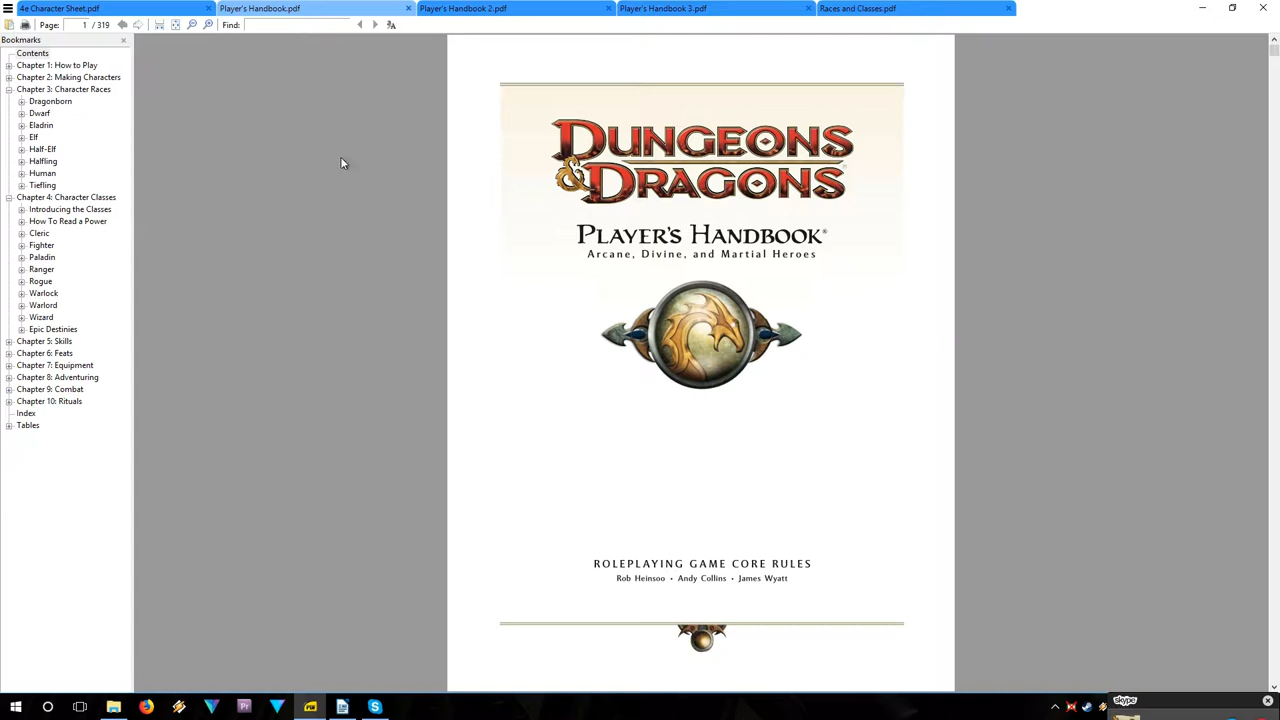 4e Character Sheet.pdf
Player's Handbook.pdf
Player's Handbook 2.pdf
Player's Handbook 3.pdf
Races and Classes.pdf
Page: 1 / 319
Find:
Bookmarks
Contents
Chapter 1: How to Play
Chapter 2: Making Characters
Chapter 3: Character Races
Dragonborn
Dwarf
Eladrin
Elf
Half-Elf
Halfling
Human
Tiefling
Chapter 4: Character Classes
Introducing the Classes
How To Read a Power
Cleric
Fighter
Paladin
Ranger
Rogue
Warlock
Warlord
Wizard
Epic Destinies
Chapter 5: Skills
Chapter 6: Feats
Chapter 7: Equipment
Chapter 8: Adventuring
Chapter 9: Combat
Chapter 10: Rituals
Index
Tables
DUNGEONS
& DRAGONS
PLAYER'S HANDBOOK®
Arcane, Divine, and Martial Heroes
ROLEPLAYING GAME CORE RULES
Rob Heinsoo • Andy Collins • James Wyatt
Pr
skype